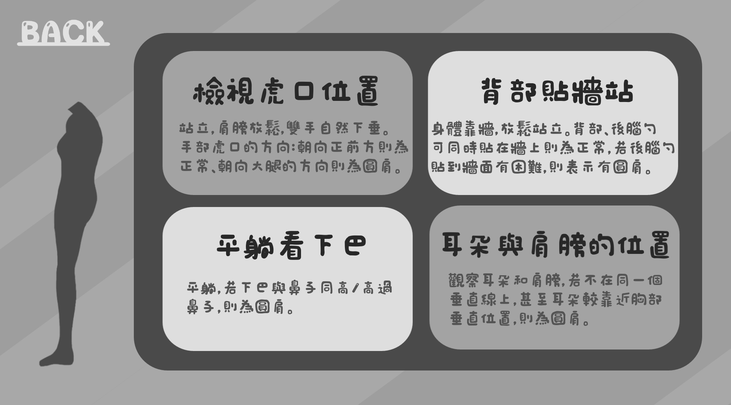 BACK
檢視虎口位置
站立,肩膀放鬆,雙手自然下垂。
手部虎口的方向:朝向正前方則為
正常、朝向大腿的方向則為圓肩。
背部貼牆站
身體靠牆,放鬆站立。背部、後腦勺
可同時貼在牆上則為正常,若後腦勺
貼到牆面有困難,則表示有圓肩。
平躺看下巴
平躺,若下巴與鼻子同高/高過
鼻子,則為圓肩。
耳朵與肩膀的位置
觀察耳朵和肩膀,若不在同一個
垂直線上,甚至耳朵較靠近胸部
垂直位置,則為圓肩。